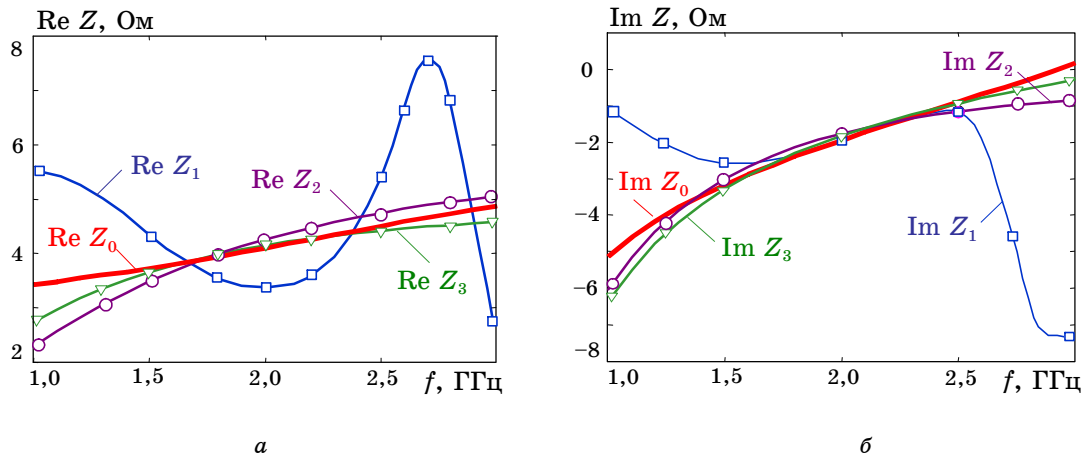 Re Z, Ом
8
6
4
2
1,0
1,5
2,0
2,5
f, ГГц
Re Z₁
Re Z₂
Re Z₀
Re Z₃
а
Im Z, Ом
0
−2
−4
−6
−8
1,0
1,5
2,0
2,5
f, ГГц
Im Z₂
Im Z₀
Im Z₁
Im Z₃
б